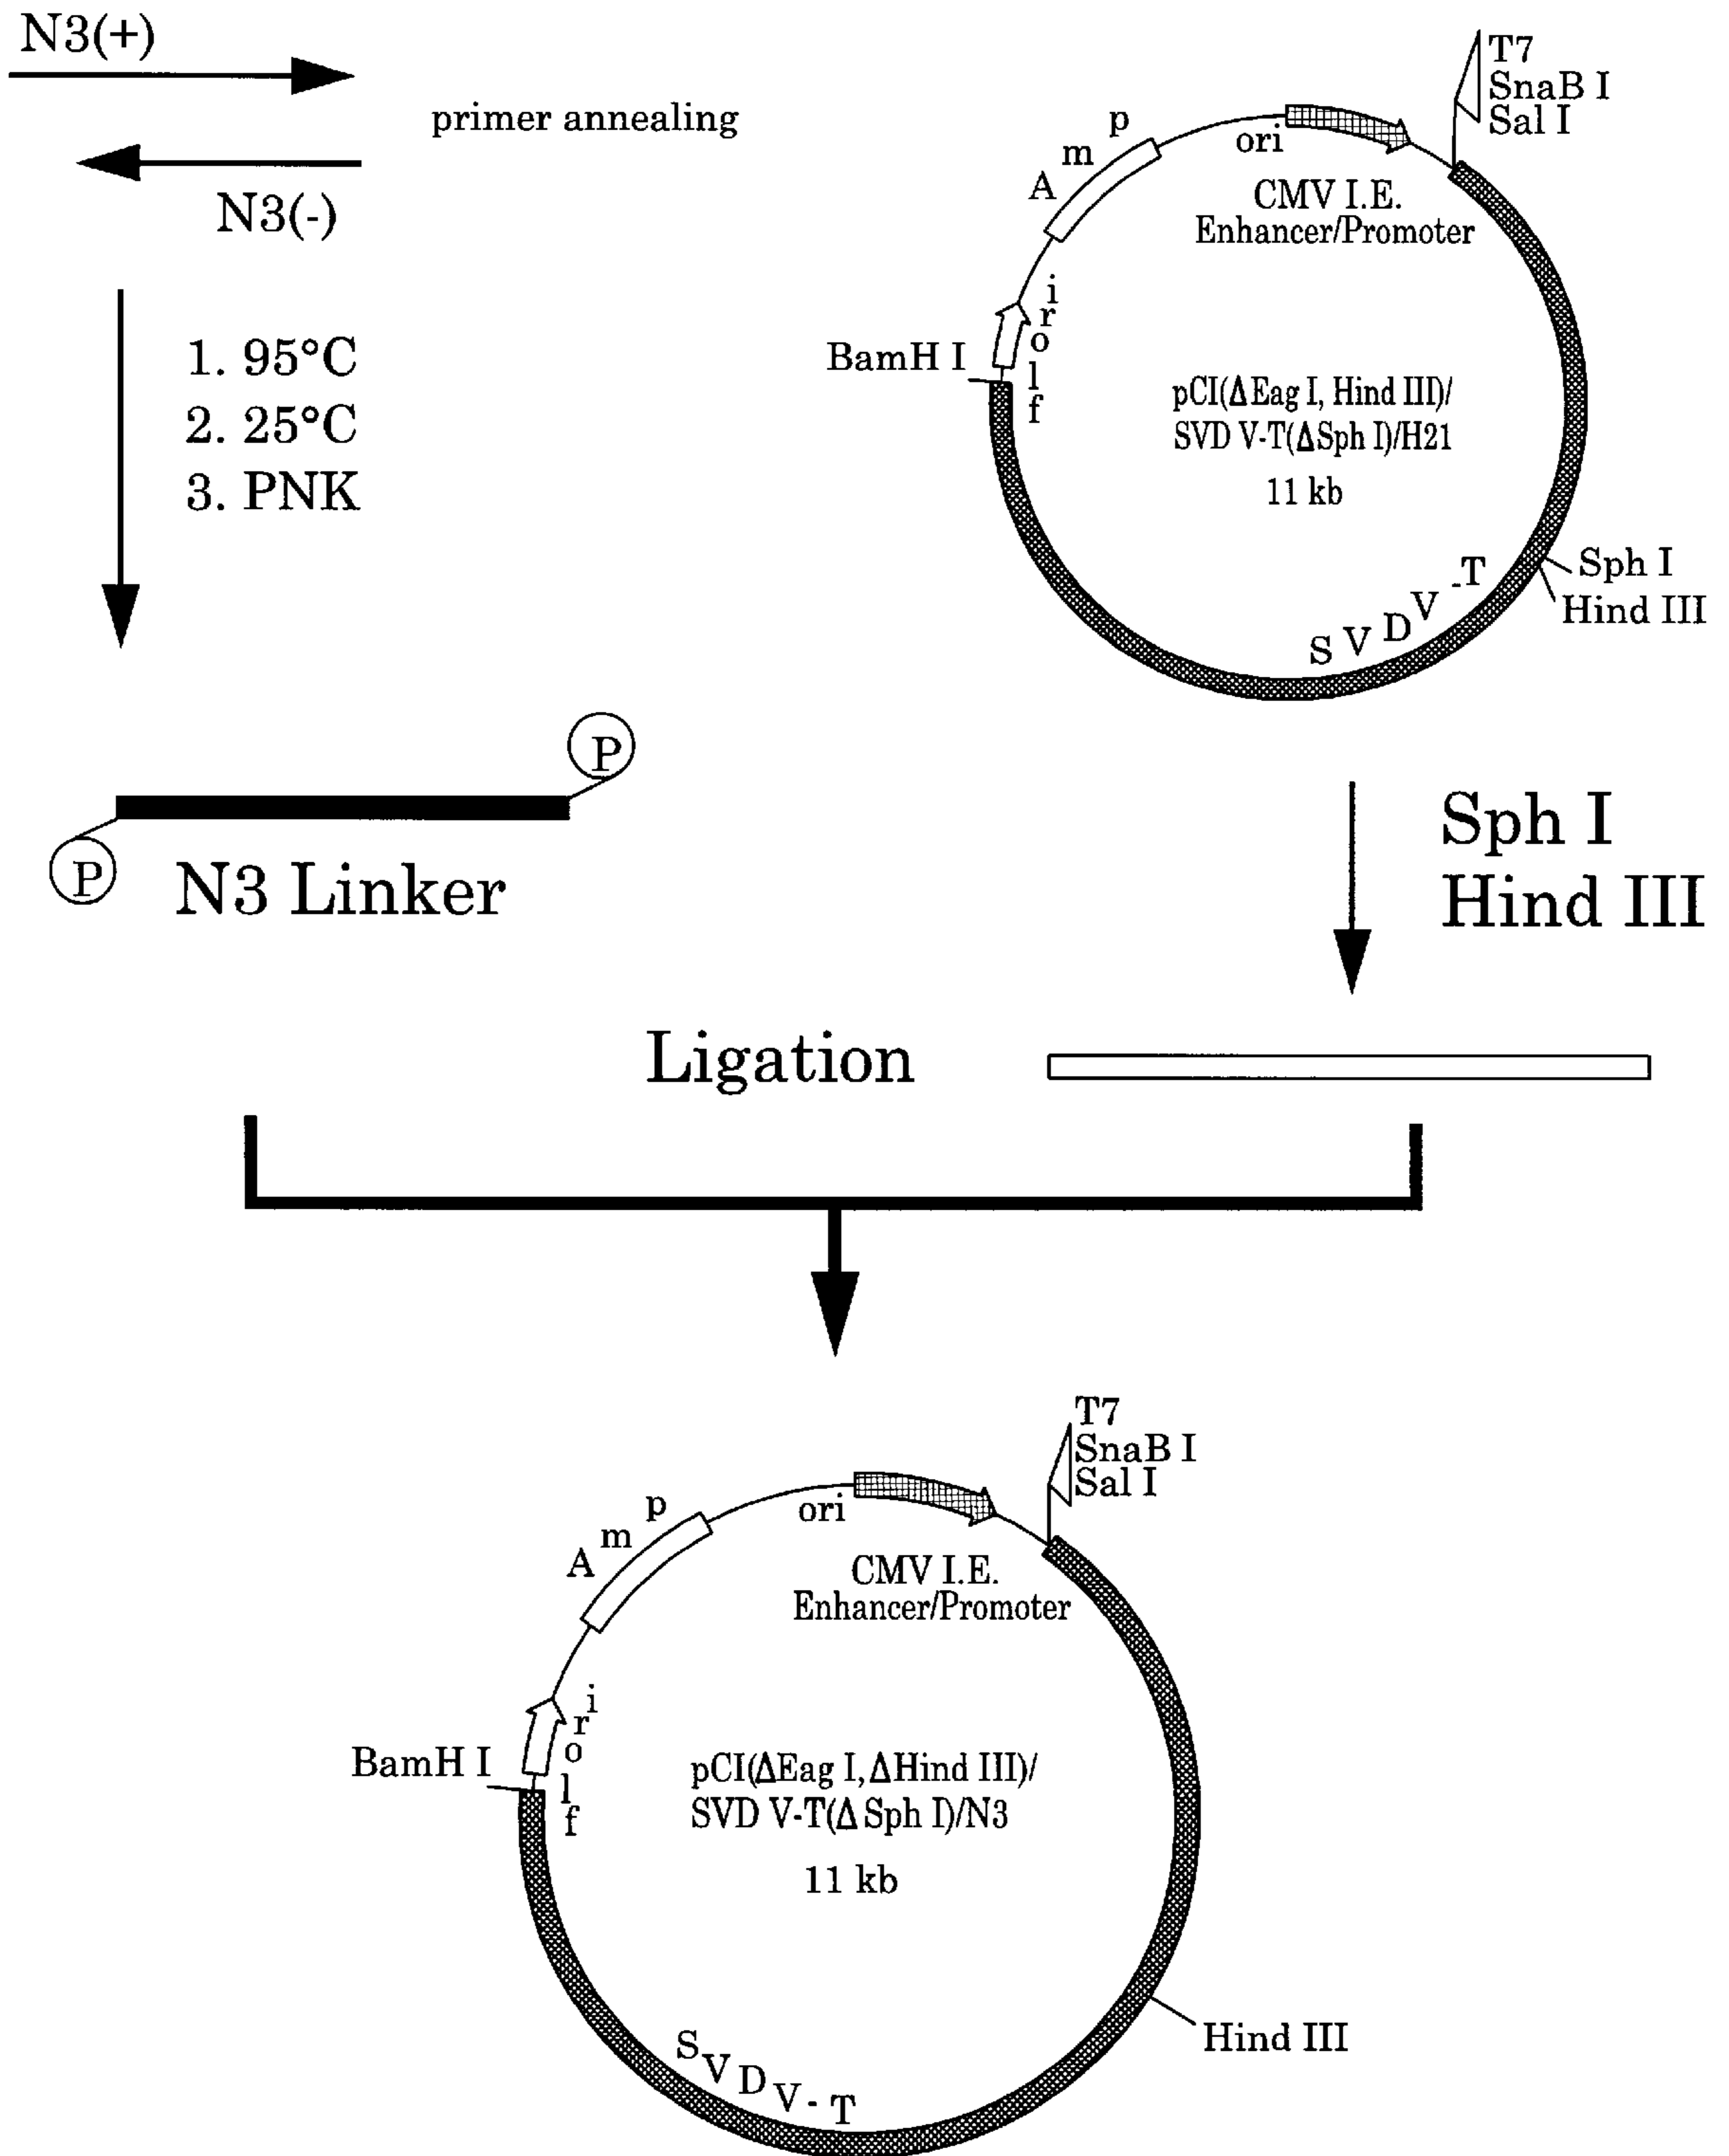 N3(+)
primer annealing
N3(-)
1. 95°C
2. 25°C
3. PNK
P
P
N3 Linker
T7
SnaB I
Sal I
ori
Amp
CMV I.E.
Enhancer/Promoter
f1 ori
BamH I
pCI(ΔEag I, Hind III)/
SVD V-T(ΔSph I)/H21
11 kb
Sph I
Hind III
SVDV-T
Sph I
Hind III
Ligation
T7
SnaB I
Sal I
ori
Amp
CMV I.E.
Enhancer/Promoter
f1 ori
BamH I
pCI(ΔEag I, ΔHind III)/
SVD V-T(Δ Sph I)/N3
11 kb
Hind III
SVDV-T